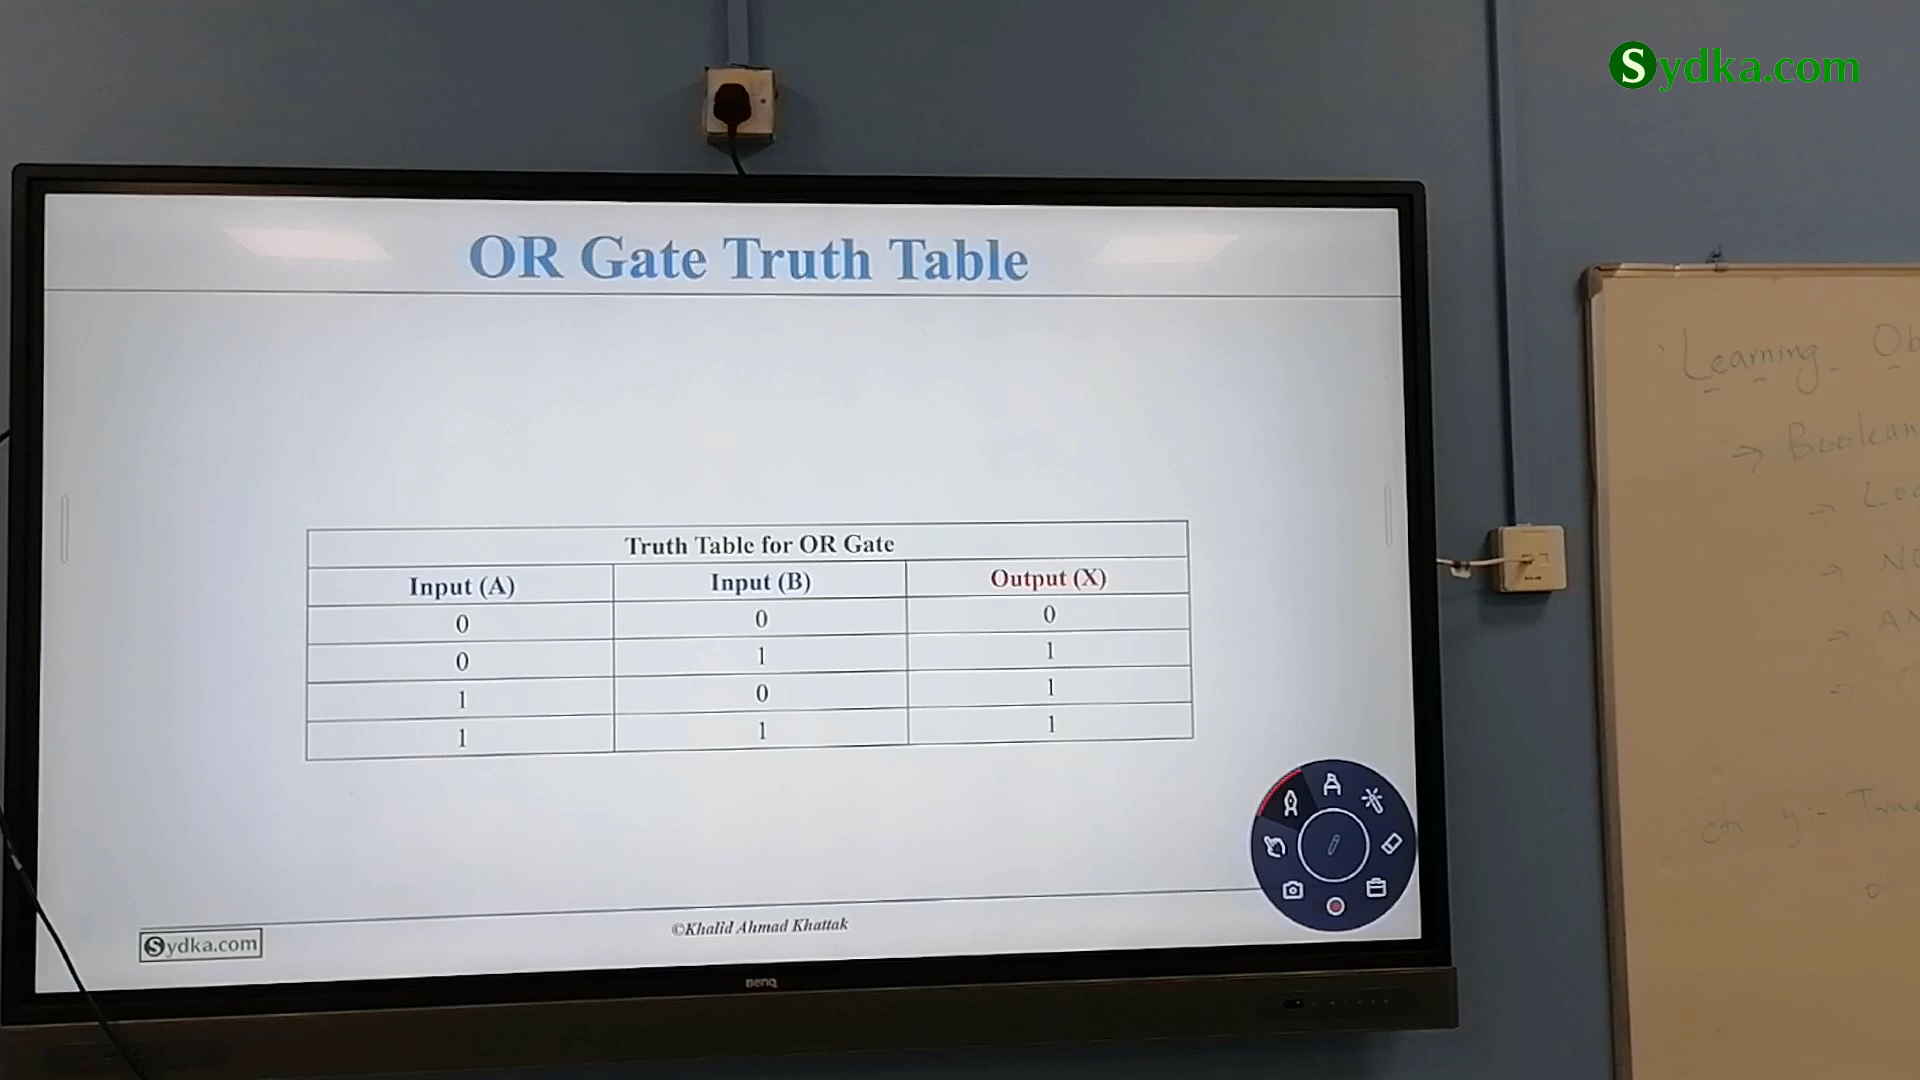 Sydka.com
OR Gate Truth Table
Truth Table for OR Gate
Input (A) Input (B) Output (X)
0 0 0
0 1 1
1 0 1
1 1 1
Sydka.com
©Khalid Ahmad Khattak
BenQ
Learning Ob
→ Boolean
→
→
→